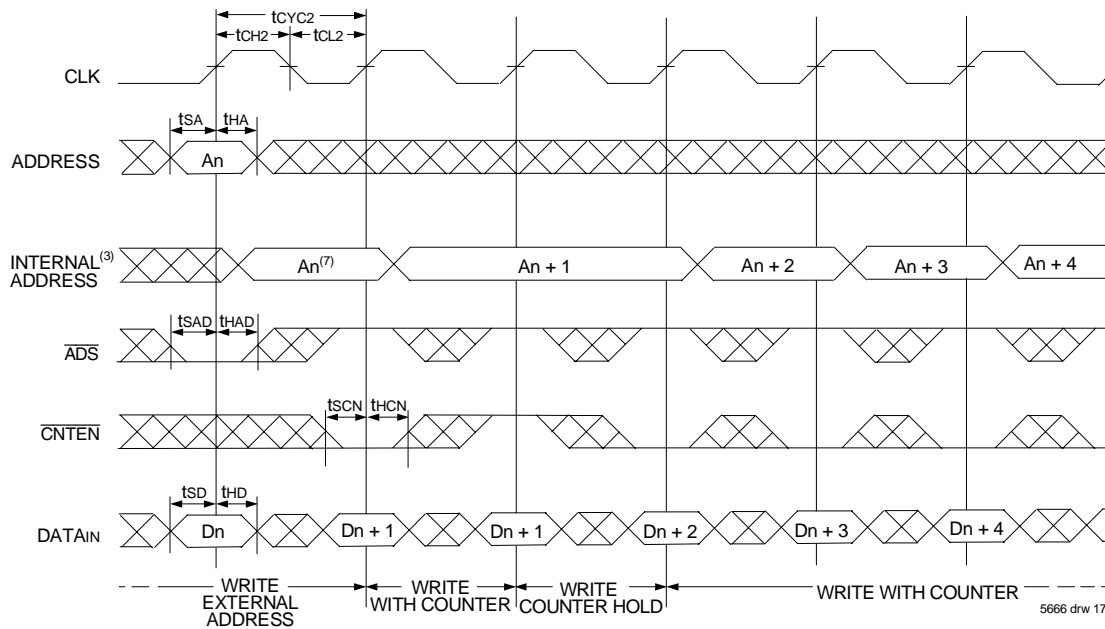 tCYC2
tCH2 tCL2
CLK
tSA tHA
ADDRESS An
INTERNAL(3)
ADDRESS An(7) An + 1 An + 2 An + 3 An + 4
tSAD tHAD
ADS
tSCN tHCN
CNTEN
tSD tHD
DATAIN Dn Dn + 1 Dn + 1 Dn + 2 Dn + 3 Dn + 4
WRITE
EXTERNAL
ADDRESS
WRITE
WITH COUNTER
WRITE
COUNTER HOLD
WRITE WITH COUNTER
5666 drw 17